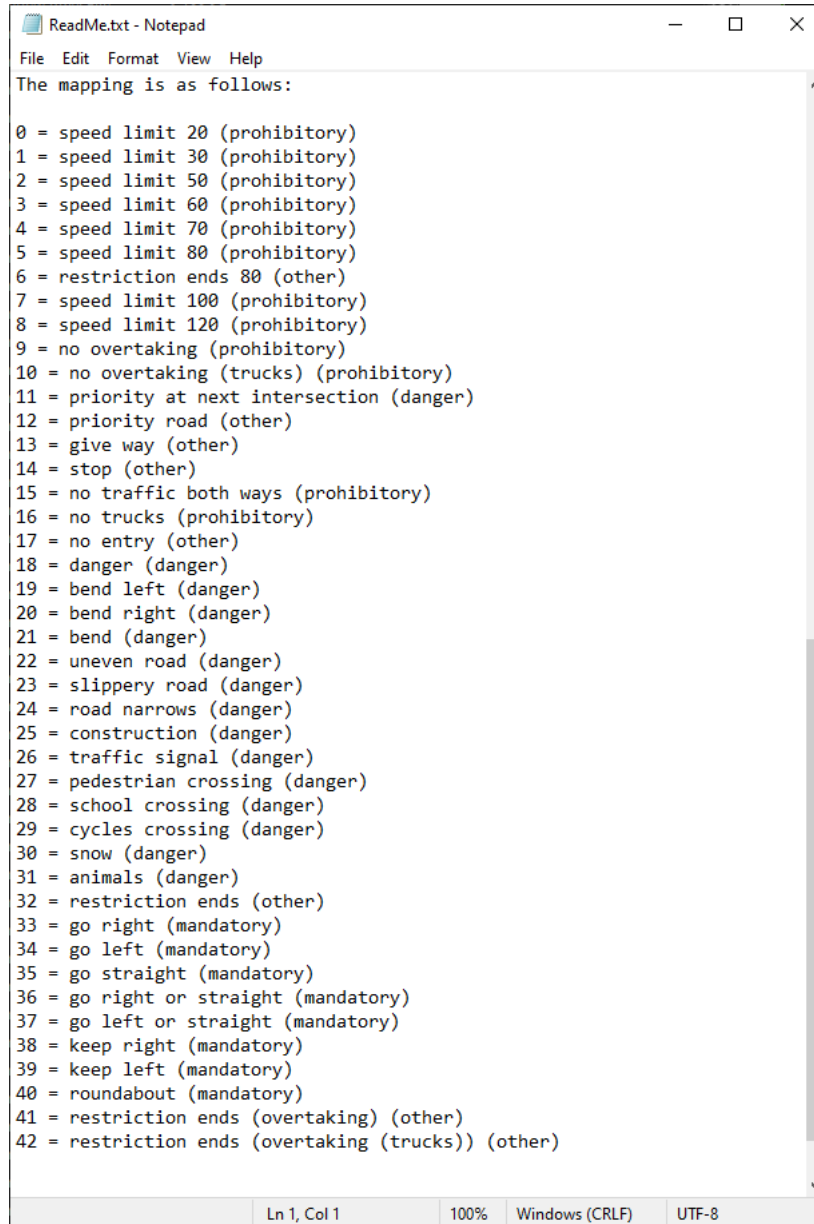 ReadMe.txt - Notepad
File Edit Format View Help
The mapping is as follows:
0 = speed limit 20 (prohibitory)
1 = speed limit 30 (prohibitory)
2 = speed limit 50 (prohibitory)
3 = speed limit 60 (prohibitory)
4 = speed limit 70 (prohibitory)
5 = speed limit 80 (prohibitory)
6 = restriction ends 80 (other)
7 = speed limit 100 (prohibitory)
8 = speed limit 120 (prohibitory)
9 = no overtaking (prohibitory)
10 = no overtaking (trucks) (prohibitory)
11 = priority at next intersection (danger)
12 = priority road (other)
13 = give way (other)
14 = stop (other)
15 = no traffic both ways (prohibitory)
16 = no trucks (prohibitory)
17 = no entry (other)
18 = danger (danger)
19 = bend left (danger)
20 = bend right (danger)
21 = bend (danger)
22 = uneven road (danger)
23 = slippery road (danger)
24 = road narrows (danger)
25 = construction (danger)
26 = traffic signal (danger)
27 = pedestrian crossing (danger)
28 = school crossing (danger)
29 = cycles crossing (danger)
30 = snow (danger)
31 = animals (danger)
32 = restriction ends (other)
33 = go right (mandatory)
34 = go left (mandatory)
35 = go straight (mandatory)
36 = go right or straight (mandatory)
37 = go left or straight (mandatory)
38 = keep right (mandatory)
39 = keep left (mandatory)
40 = roundabout (mandatory)
41 = restriction ends (overtaking) (other)
42 = restriction ends (overtaking (trucks)) (other)
Ln 1, Col 1 100% Windows (CRLF) UTF-8